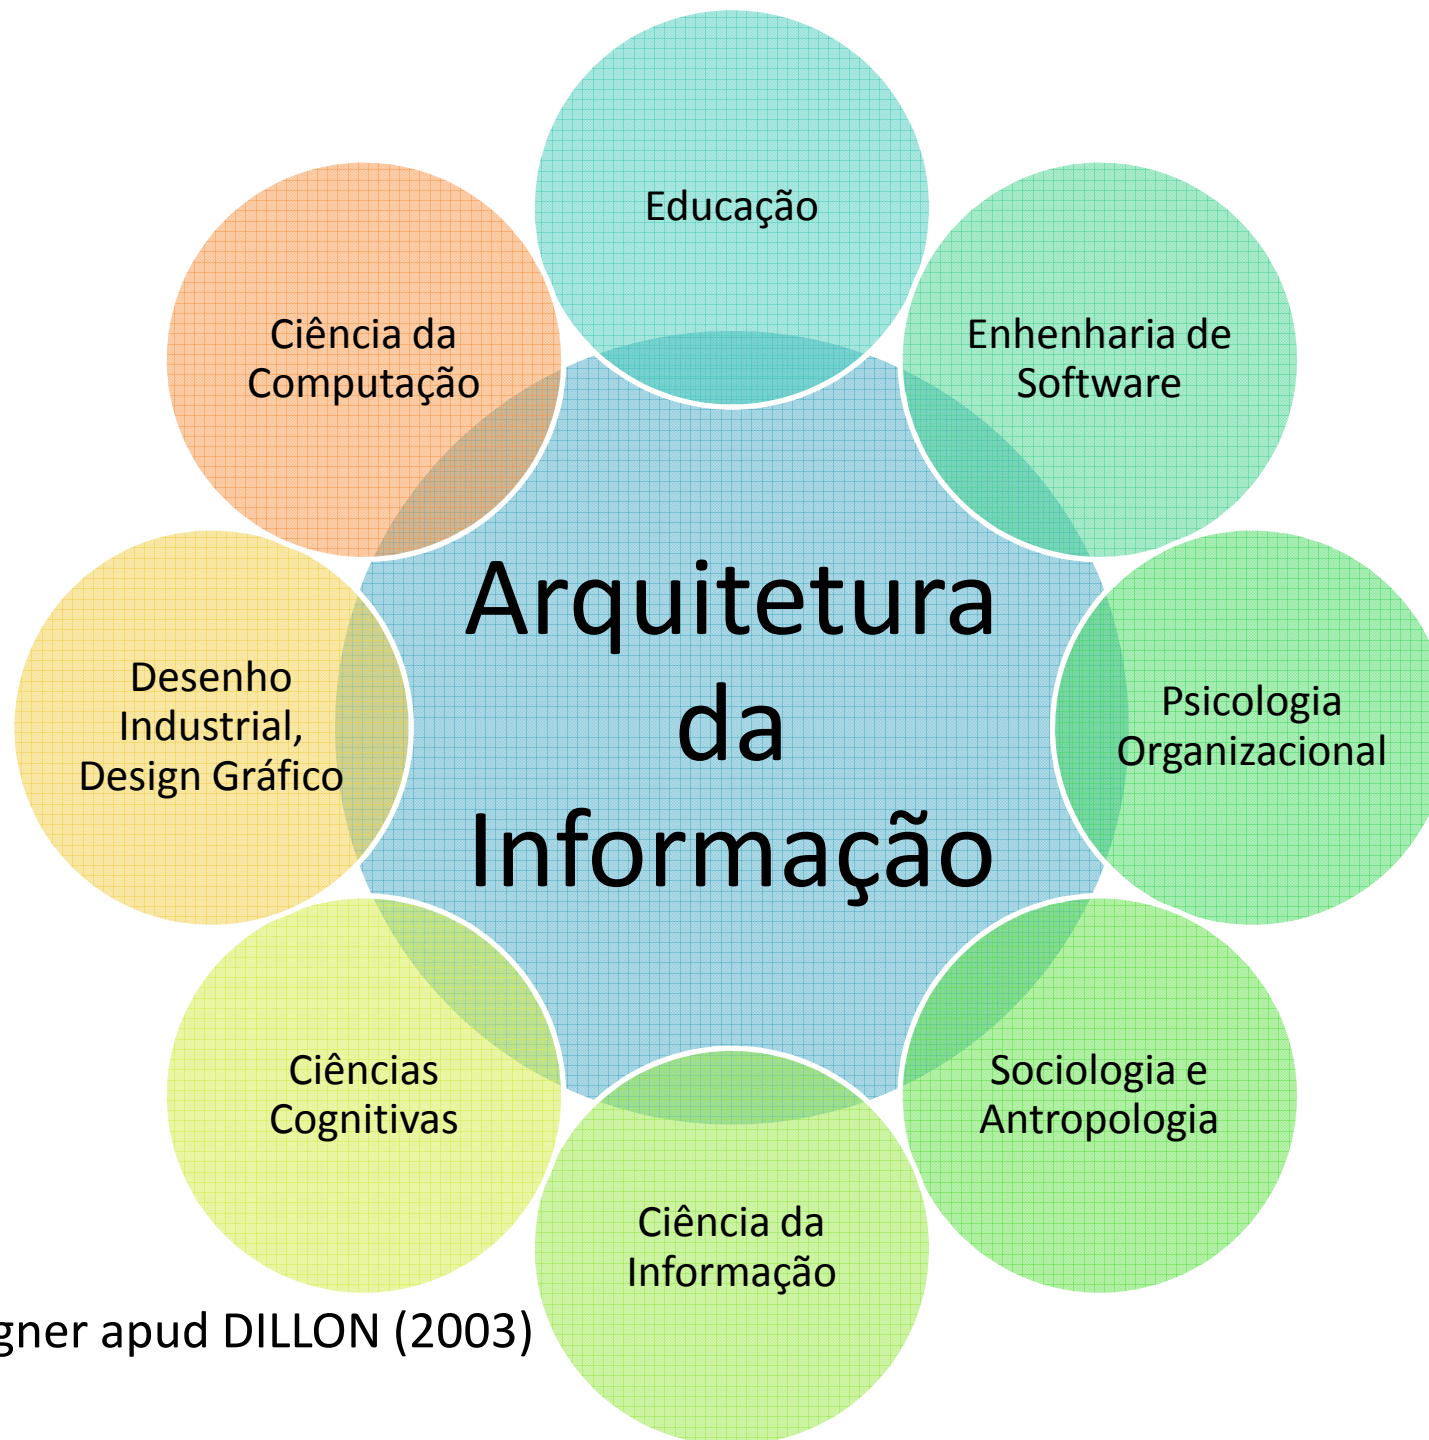 Educação
Ciência da
Computação
Enhenharia de
Software
Arquitetura
da
Informação
Desenho
Industrial,
Design Gráfico
Psicologia
Organizacional
Ciências
Cognitivas
Sociologia e
Antropologia
Ciência da
Informação
apud DILLON (2003)